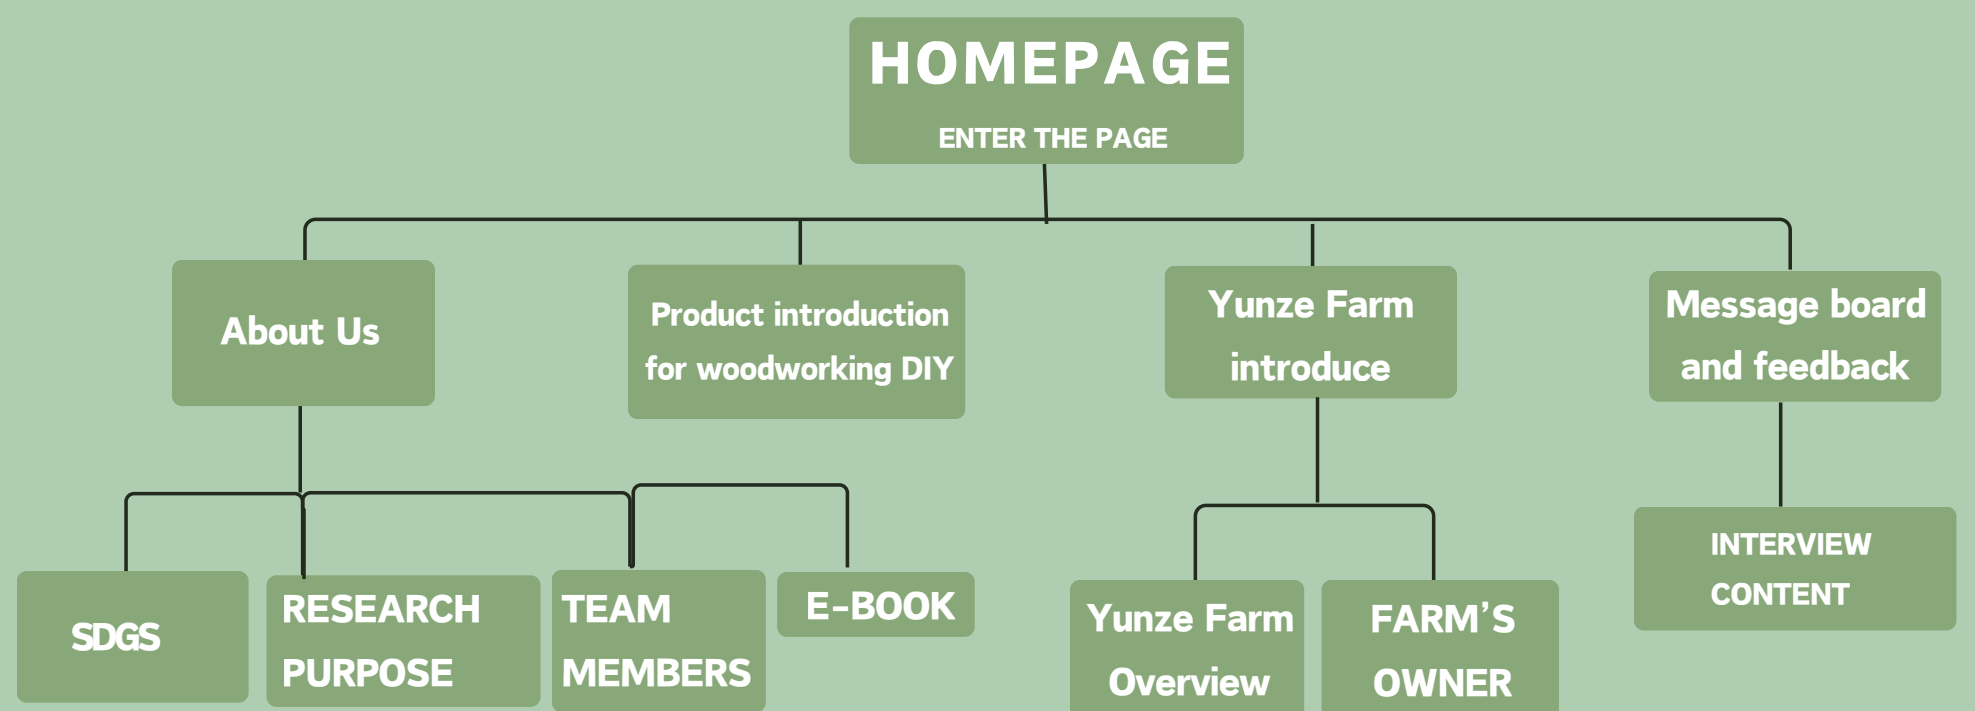 HOMEPAGE
ENTER THE PAGE
About Us
Product introduction
for woodworking DIY
Yunze Farm
introduce
Message board
and feedback
SDGS
RESEARCH
PURPOSE
TEAM
MEMBERS
E-BOOK
Yunze Farm
Overview
FARM'S
OWNER
INTERVIEW
CONTENT